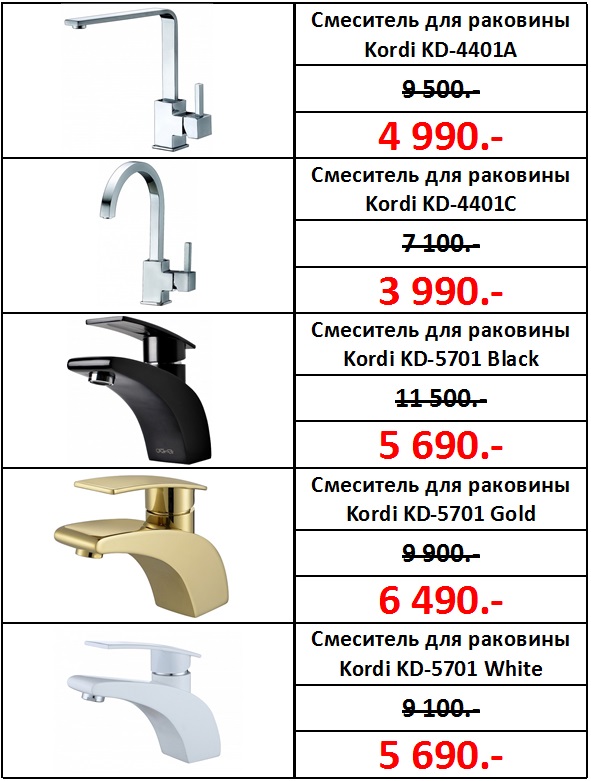 Смеситель для раковины
Kordi KD-4401A
9 500.-
4 990.-
Смеситель для раковины
Kordi KD-4401C
7 100.-
3 990.-
Смеситель для раковины
Kordi KD-5701 Black
11 500.-
5 690.-
Смеситель для раковины
Kordi KD-5701 Gold
9 900.-
6 490.-
Смеситель для раковины
Kordi KD-5701 White
9 100.-
5 690.-